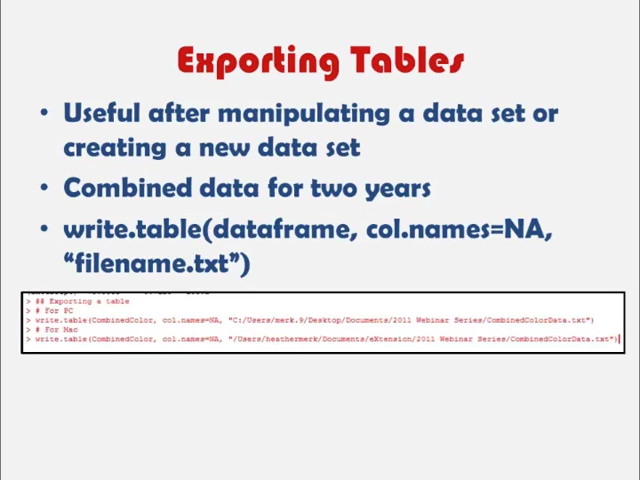 Exporting Tables
• Useful after manipulating a data set or
creating a new data set
• Combined data for two years
• write.table(dataframe, col.names=NA,
“filename.txt”)
> ## Exporting a table
> # For PC
> write.table(CombinedColor, col.names=NA, "C:/Users/merk.9/Desktop/Documents/2011 Webinar Series/CombinedColorData.txt")
> # For Mac
> write.table(CombinedColor, col.names=NA, "/Users/heathermerk/Documents/eXtension/2011 Webinar Series/CombinedColorData.txt")